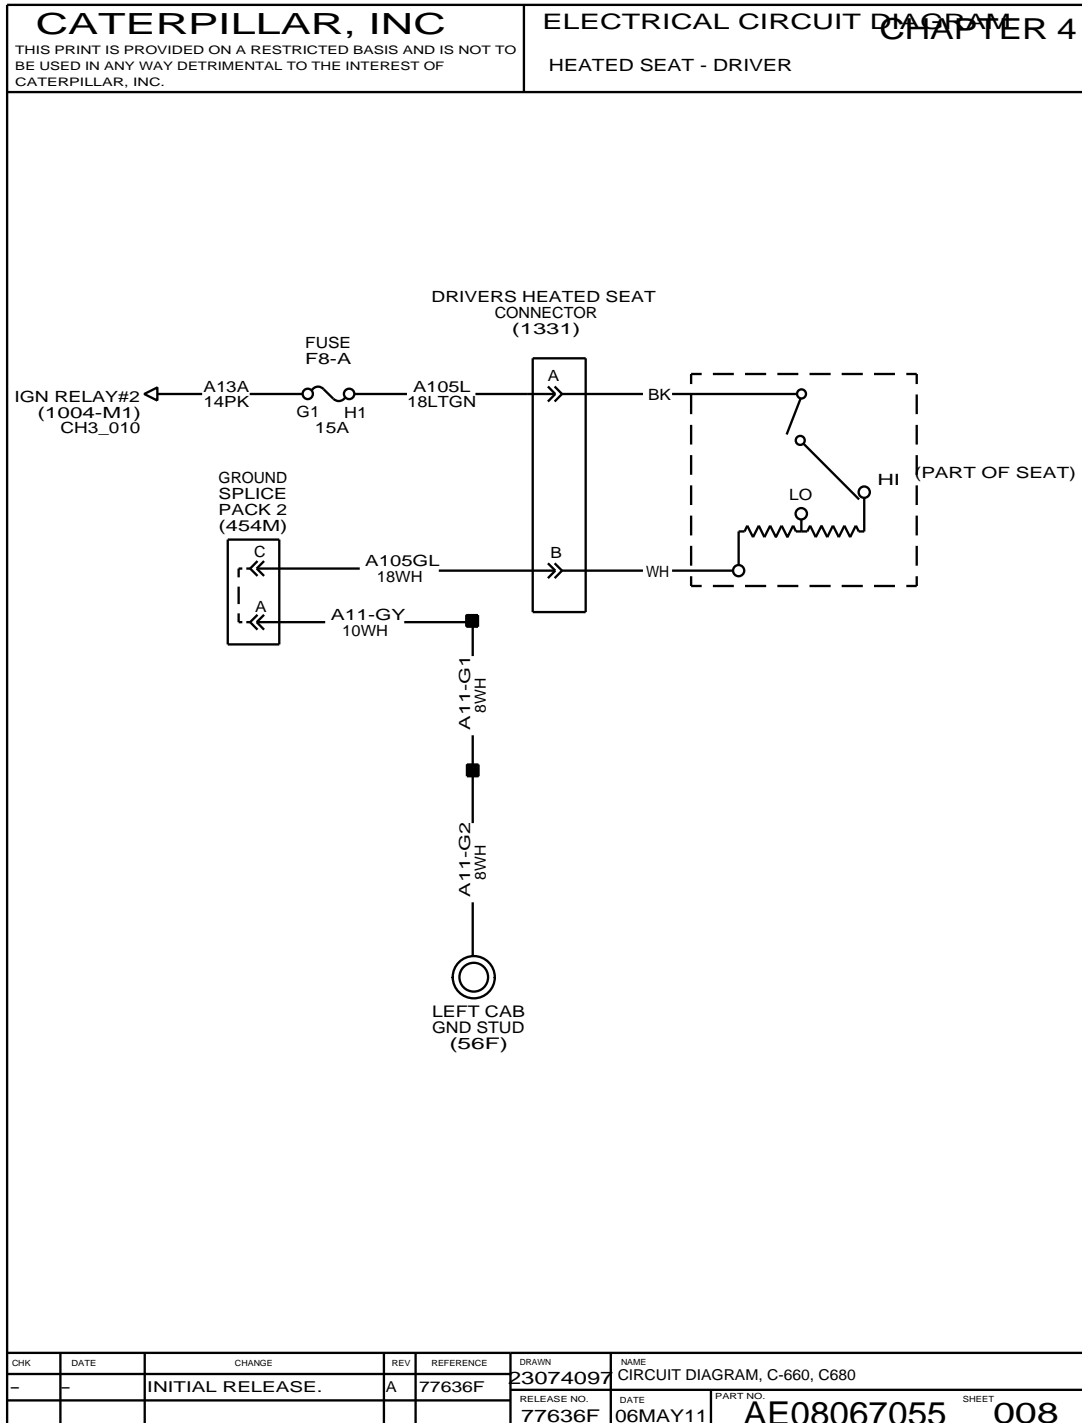 CATERPILLAR, INC
THIS PRINT IS PROVIDED ON A RESTRICTED BASIS AND IS NOT TO
BE USED IN ANY WAY DETRIMENTAL TO THE INTEREST OF
CATERPILLAR, INC.
ELECTRICAL CIRCUIT DIAGRAM
CHAPTER 4
HEATED SEAT - DRIVER
DRIVERS HEATED SEAT
CONNECTOR
(1331)
FUSE
F8-A
IGN RELAY#2
(1004-M1)
CH3_010
A13A
14PK
G1
H1
15A
A105L
18LTGN
A
BK
HI
(PART OF SEAT)
LO
GROUND
SPLICE
PACK 2
(454M)
C
A105GL
18WH
B
WH
A
A11-GY
10WH
A11-G1
8WH
A11-G2
8WH
LEFT CAB
GND STUD
(56F)
CHK
DATE
CHANGE
REV
REFERENCE
DRAWN
NAME
–
–
INITIAL RELEASE.
A
77636F
23074097
CIRCUIT DIAGRAM, C-660, C680
RELEASE NO.
DATE
PART NO.
SHEET
77636F
06MAY11
AE08067055
008